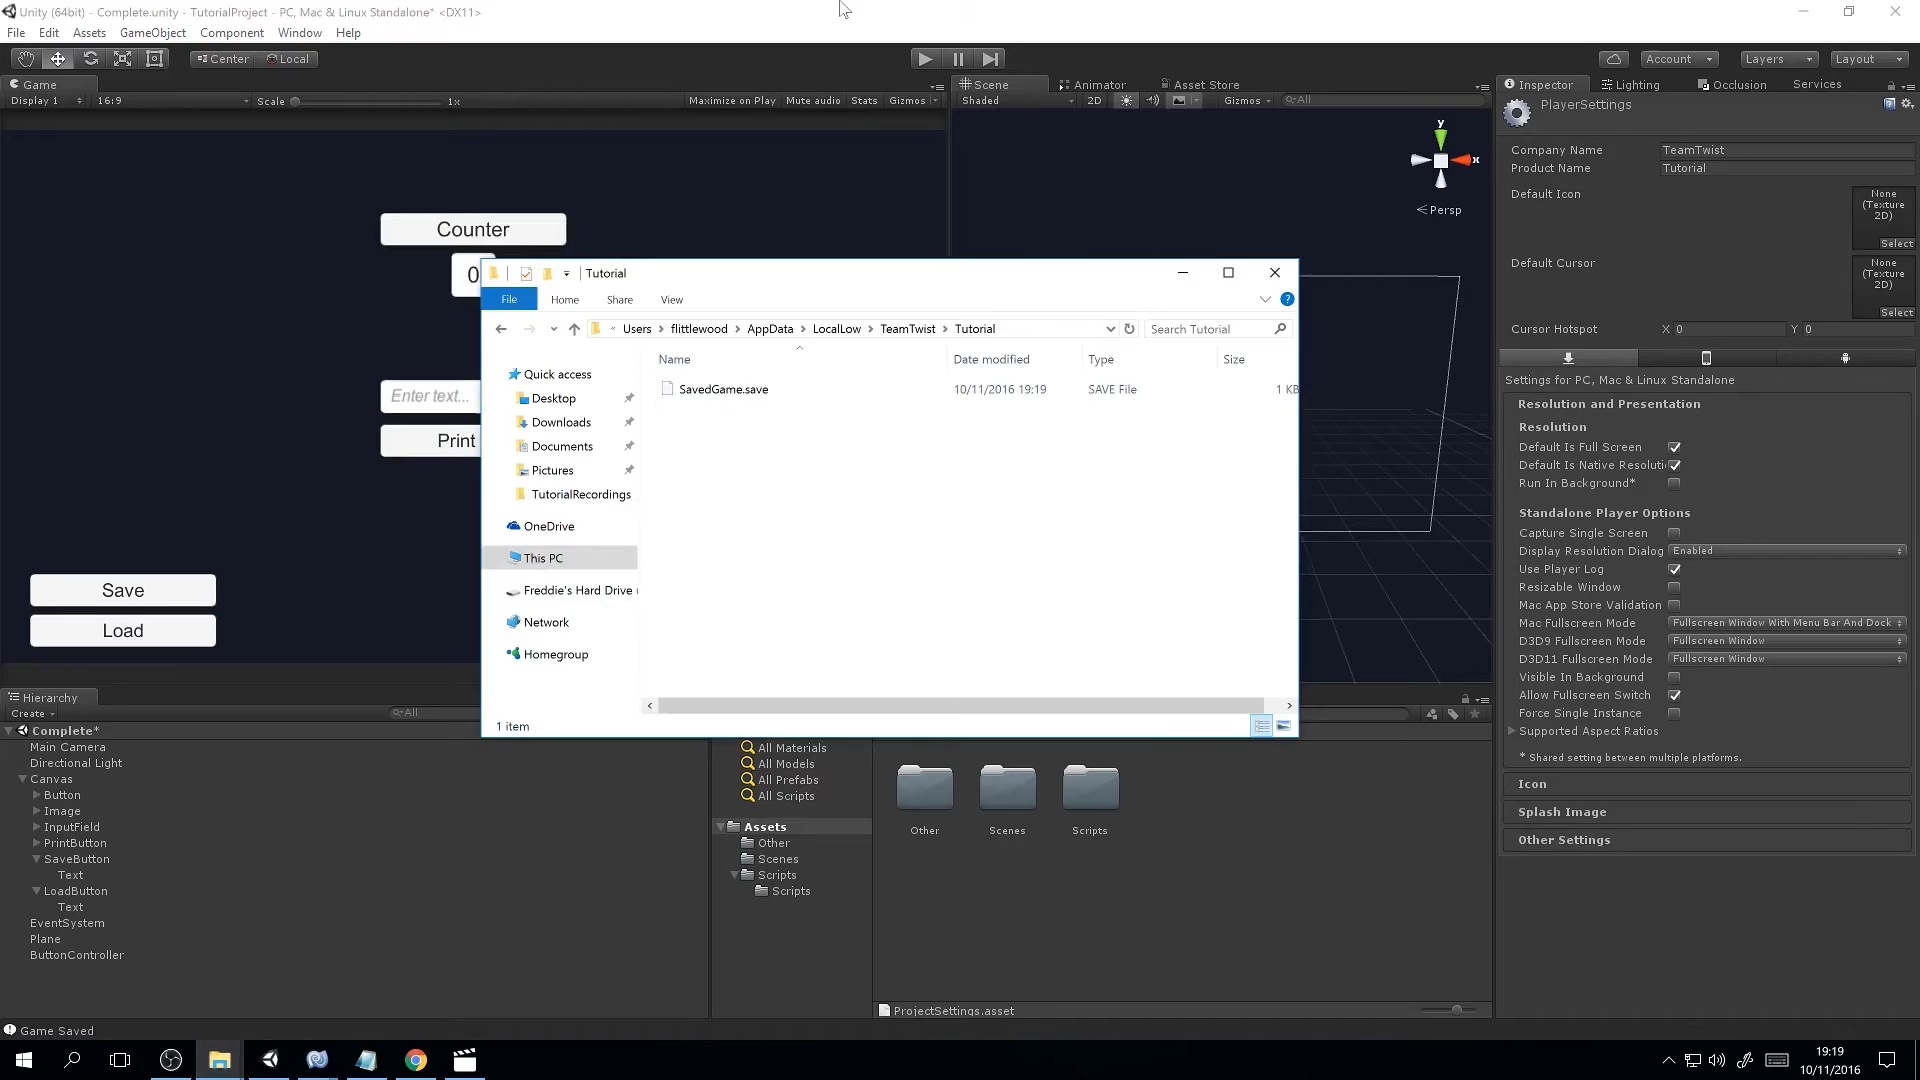 Unity (64bit) - Complete.unity - TutorialProject - PC, Mac & Linux Standalone* <DX11>
File Edit Assets GameObject Component Window Help
Center Local
Account Layers Layout
Game
Display 1 16:9 Scale 1x Maximize on Play Mute audio Stats Gizmos
Counter
0
Enter text...
Print
Save
Load
Scene Animator Asset Store
Shaded 2D Gizmos All
y
x
Persp
Tutorial
File Home Share View
Users flittlewood AppData LocalLow TeamTwist Tutorial Search Tutorial
Name Date modified Type Size
SavedGame.save 10/11/2016 19:19 SAVE File 1 KB
Quick access
Desktop
Downloads
Documents
Pictures
TutorialRecordings
OneDrive
This PC
Freddie's Hard Drive
Network
Homegroup
1 item
Hierarchy
Create All
Complete*
Main Camera
Directional Light
Canvas
Button
Image
InputField
PrintButton
SaveButton
Text
LoadButton
Text
EventSystem
Plane
ButtonController
All Materials
All Models
All Prefabs
All Scripts
Assets
Other
Scenes
Scripts
Scripts
Other Scenes Scripts
ProjectSettings.asset
Inspector Lighting Occlusion Services
PlayerSettings
Company Name TeamTwist
Product Name Tutorial
Default Icon
None
(Texture
2D)
Select
Default Cursor
None
(Texture
2D)
Select
Cursor Hotspot X 0 Y 0
Settings for PC, Mac & Linux Standalone
Resolution and Presentation
Resolution
Default Is Full Screen
Default Is Native Resoluti
Run In Background*
Standalone Player Options
Capture Single Screen
Display Resolution Dialog Enabled
Use Player Log
Resizable Window
Mac App Store Validation
Mac Fullscreen Mode Fullscreen Window With Menu Bar And Dock
D3D9 Fullscreen Mode Fullscreen Window
D3D11 Fullscreen Mode Fullscreen Window
Visible In Background
Allow Fullscreen Switch
Force Single Instance
Supported Aspect Ratios
* Shared setting between multiple platforms.
Icon
Splash Image
Other Settings
Game Saved
19:19
10/11/2016